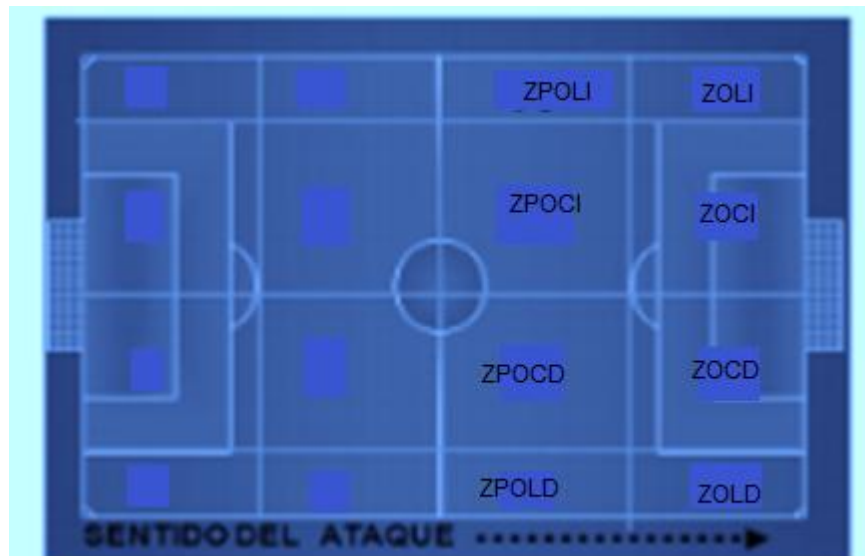 ZPOLI ZOLI
ZPOCI ZOCI
ZPOCD ZOCD
ZPOLD ZOLD
SENTIDO DEL ATAQUE